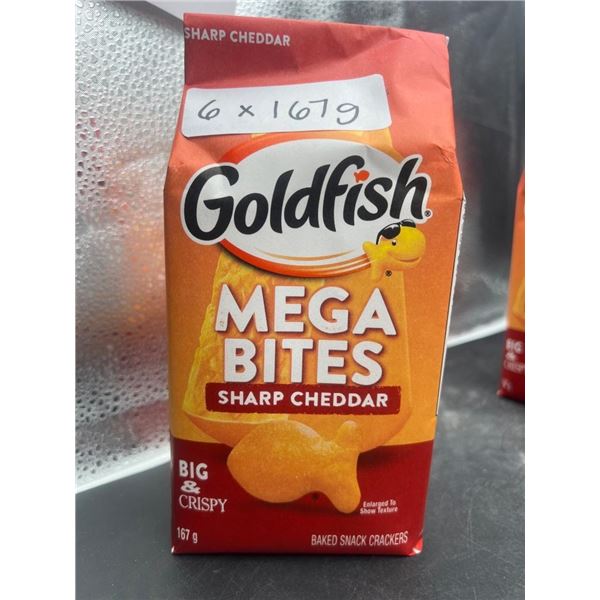 SHARP CHEDDAR
6 x 167g
Goldfish®
®
MEGA
BITES
SHARP CHEDDAR
BIG
&
CRISPY
Enlarged To
Show Texture
167 g
BAKED SNACK CRACKERS
BIG
&